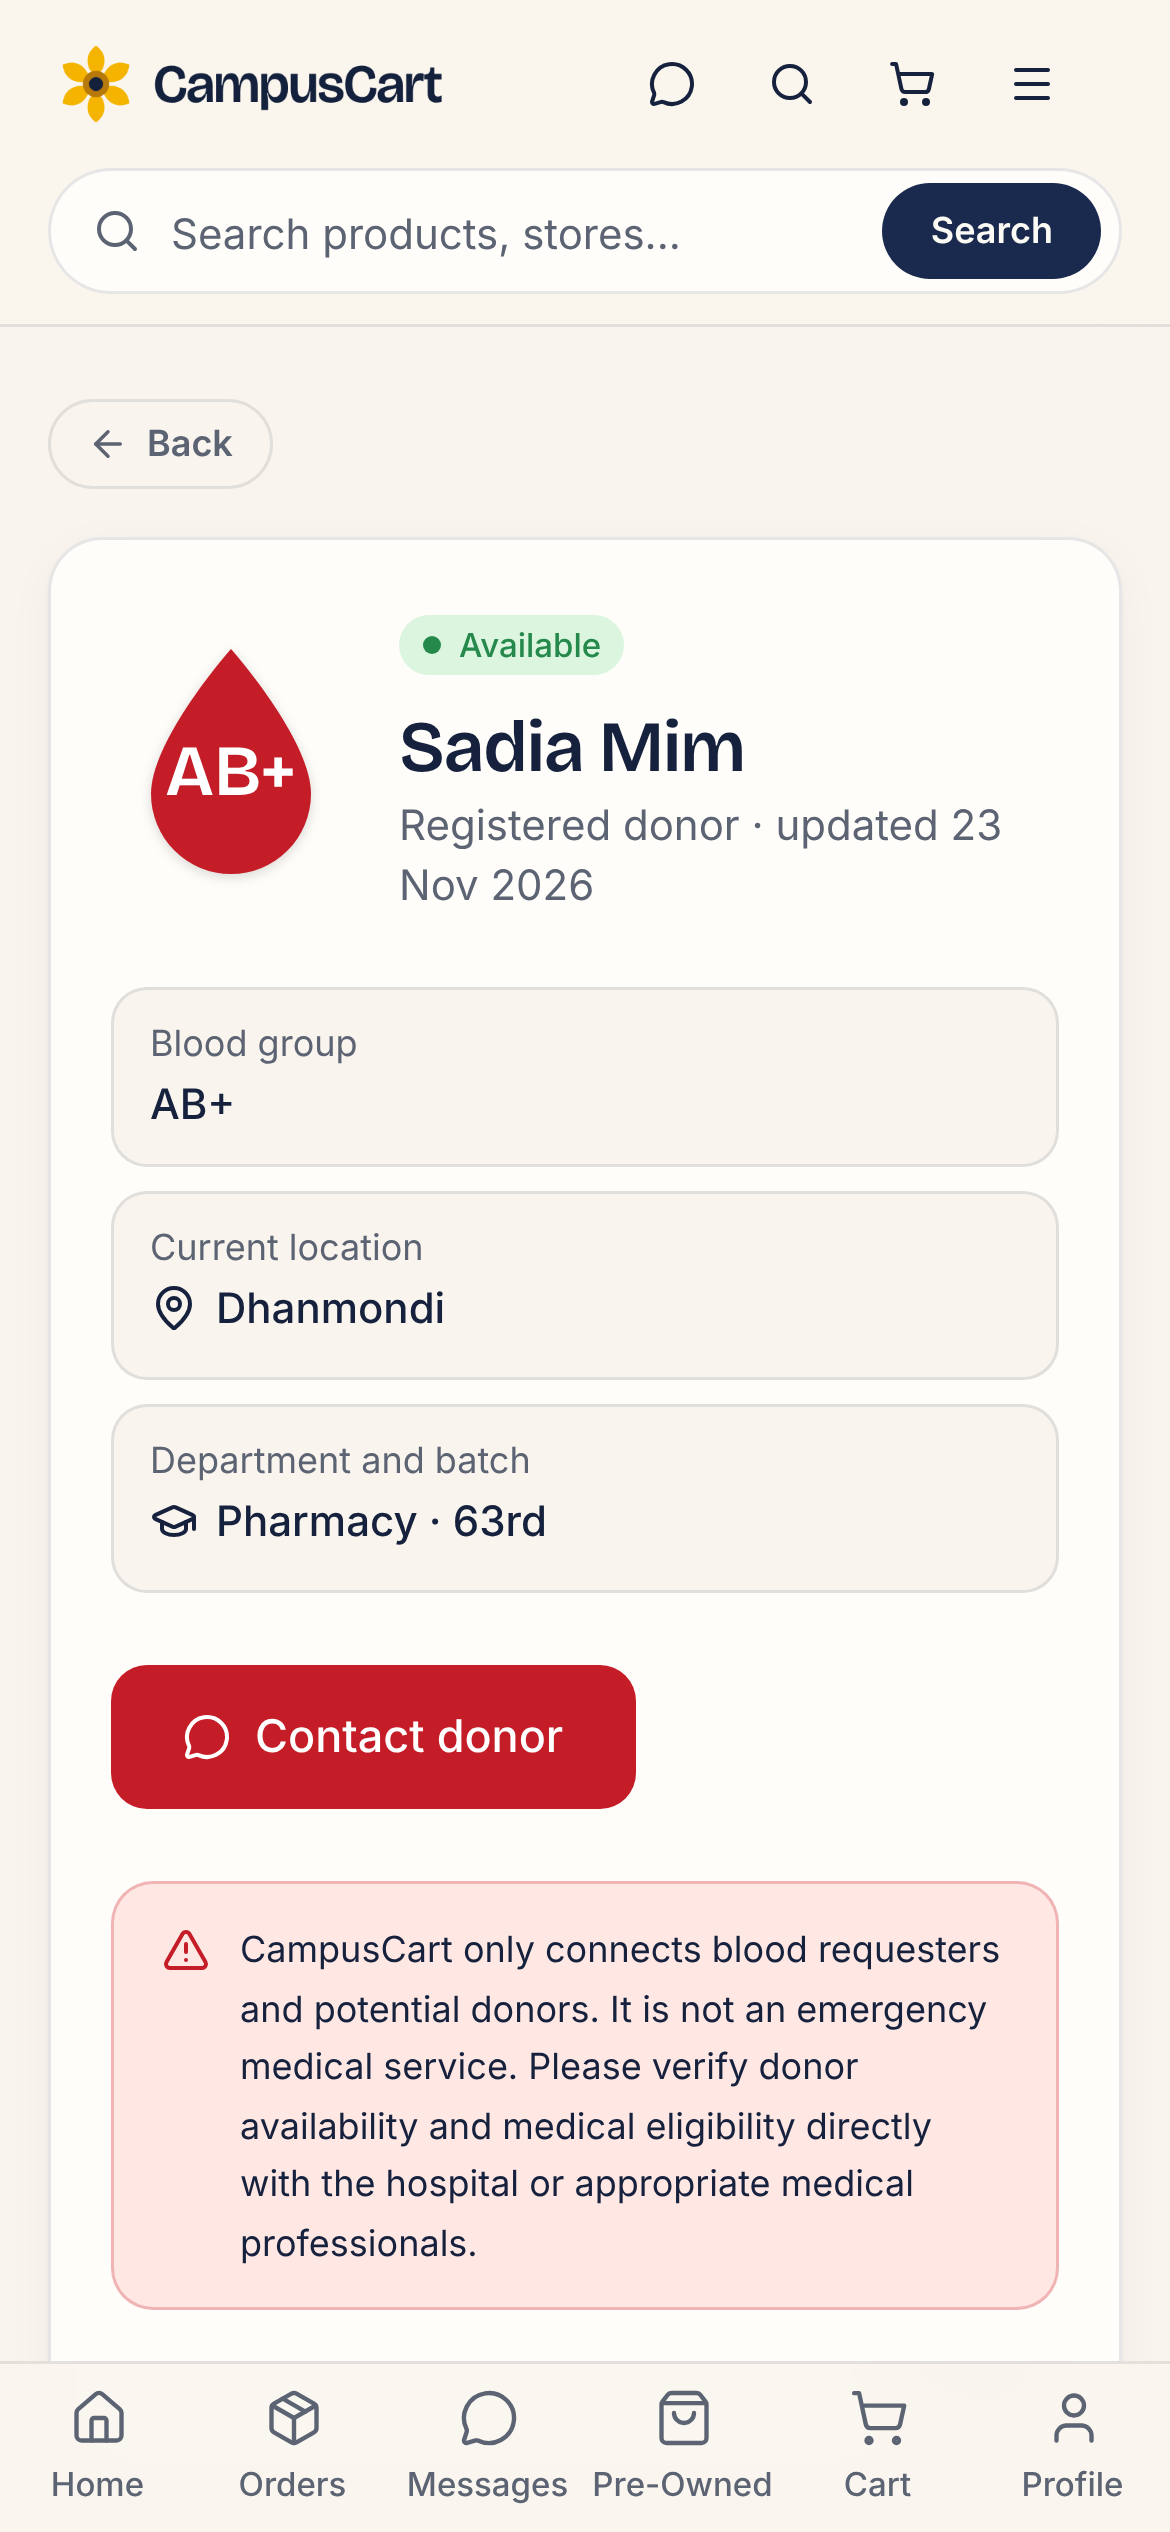 CampusCart
Search products, stores...
Search
Back
Available
AB+
Sadia Mim
Registered donor · updated 23
Nov 2026
Blood group
AB+
Current location
Dhanmondi
Department and batch
Pharmacy · 63rd
Contact donor
CampusCart only connects blood requesters
and potential donors. It is not an emergency
medical service. Please verify donor
availability and medical eligibility directly
with the hospital or appropriate medical
professionals.
Home
Orders
Messages
Pre-Owned
Cart
Profile